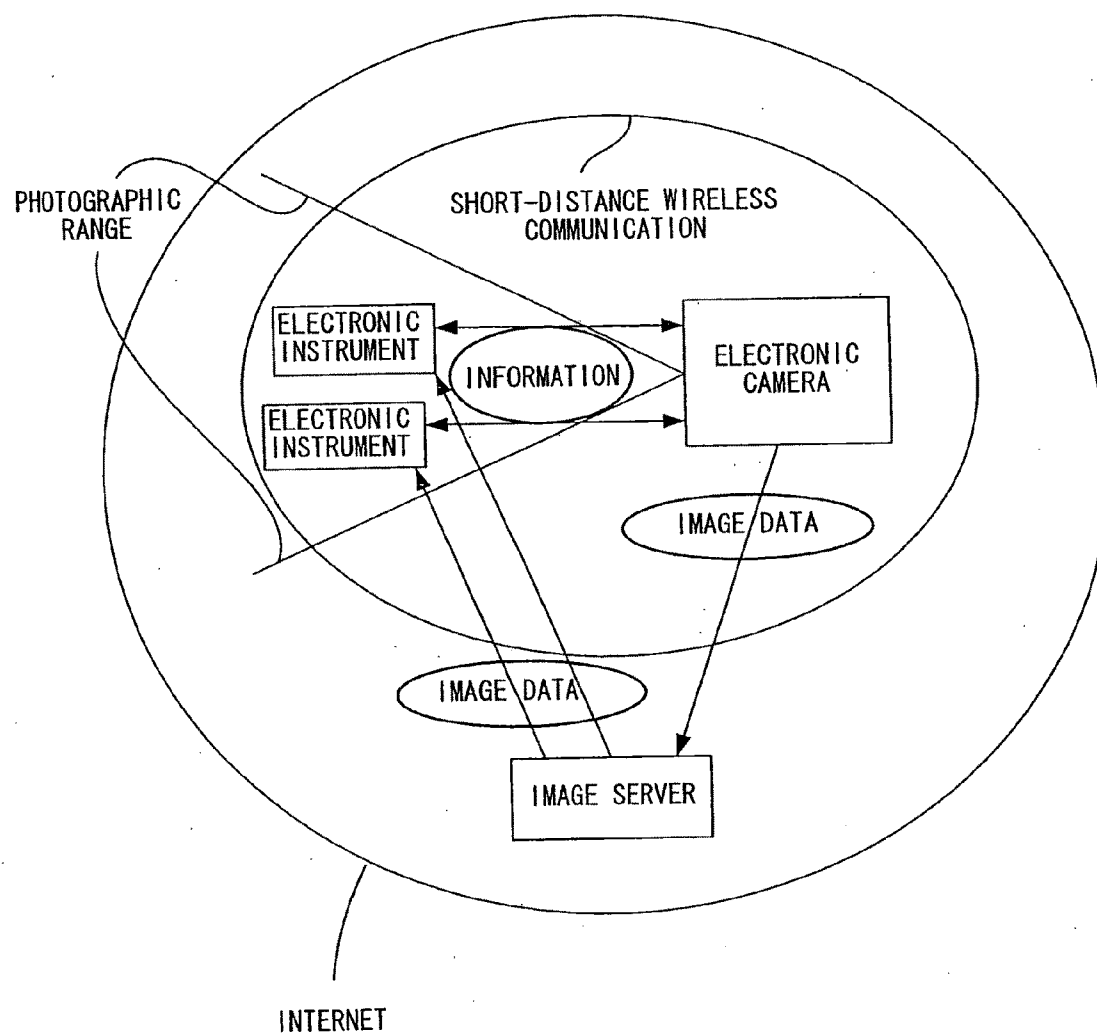 PHOTOGRAPHIC
RANGE
SHORT-DISTANCE WIRELESS
COMMUNICATION
ELECTRONIC
INSTRUMENT
INFORMATION
ELECTRONIC
CAMERA
ELECTRONIC
INSTRUMENT
IMAGE DATA
IMAGE DATA
IMAGE SERVER
INTERNET